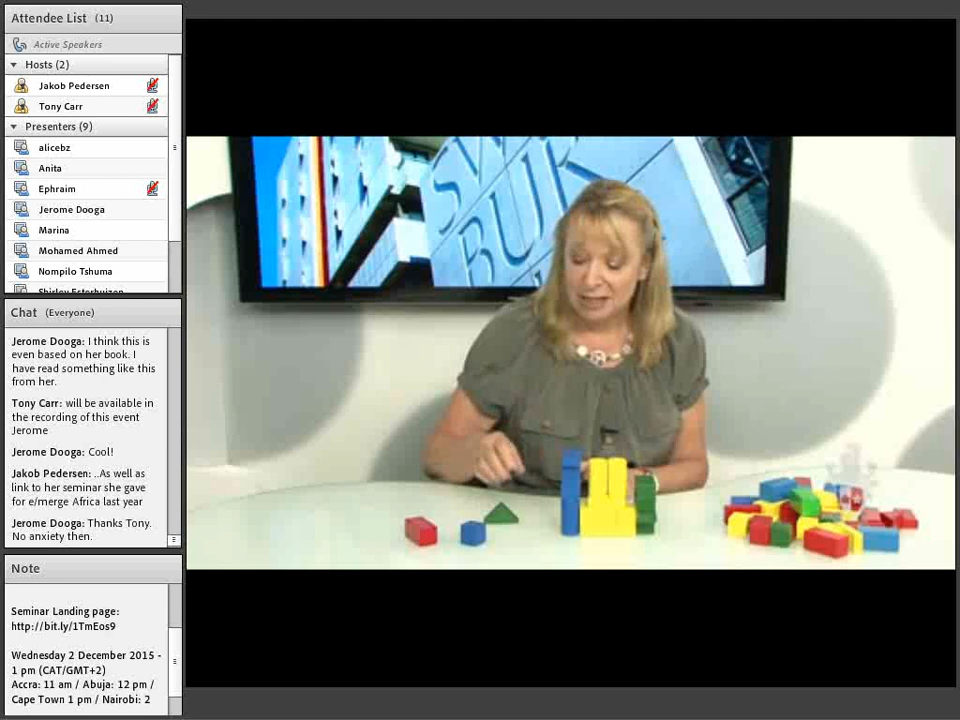 Attendee List (11)
Active Speakers
Hosts (2)
Jakob Pedersen
Tony Carr
Presenters (9)
alicebz
Anita
Ephraim
Jerome Dooga
Marina
Mohamed Ahmed
Nompilo Tshuma
Shirley Esterhuizen
Chat (Everyone)
Jerome Dooga: I think this is
even based on her book. I
have read something like this
from her.
Tony Carr: will be available in
the recording of this event
Jerome
Jerome Dooga: Cool!
Jakob Pedersen: ..As well as
link to her seminar she gave
for e/merge Africa last year
Jerome Dooga: Thanks Tony.
No anxiety then.
Note
Seminar Landing page:
http://bit.ly/1TmEos9
Wednesday 2 December 2015 -
1 pm (CAT/GMT+2)
Accra: 11 am / Abuja: 12 pm /
Cape Town 1 pm / Nairobi: 2